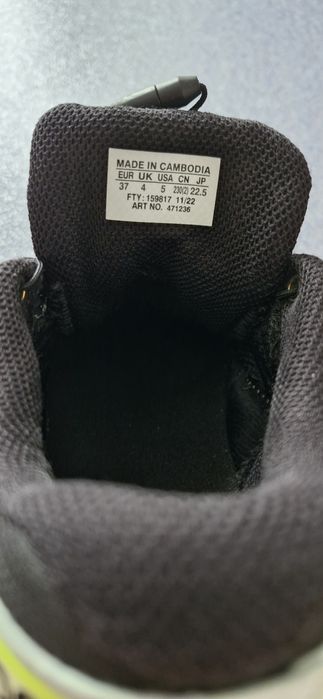 MADE IN CAMBODIA
EUR UK USA CN JP
37 4 5 230(2) 22.5
FTY: 159817 11/22
ART NO. 471236